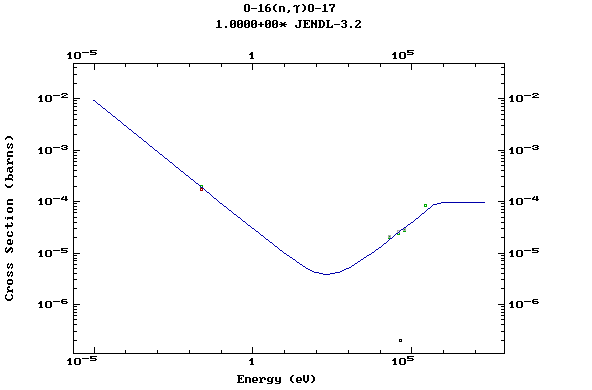 O-16(n,γ)O-17
1.0000+00* JENDL-3.2
10⁻⁵ 1 10⁵
10⁻² 10⁻²
10⁻³ 10⁻³
10⁻⁴ 10⁻⁴
10⁻⁵ 10⁻⁵
10⁻⁶ 10⁻⁶
Cross Section (barns)
10⁻⁵ 1 10⁵
Energy (eV)